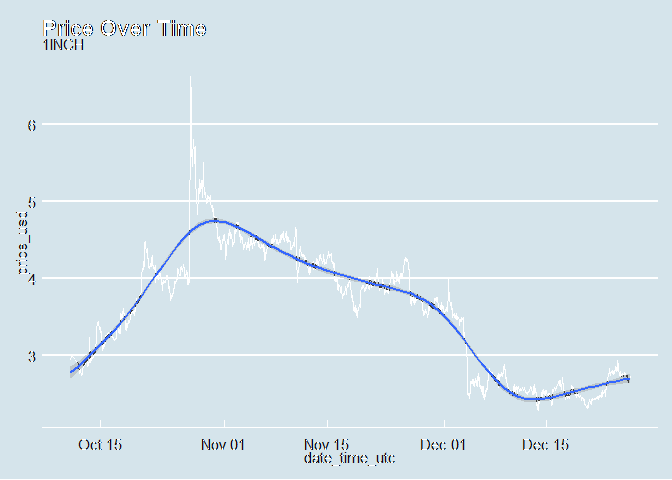 Price Over Time
1INCH
6
5
4
3
price_usd
Oct 15
Nov 01
Nov 15
Dec 01
Dec 15
date_time_utc